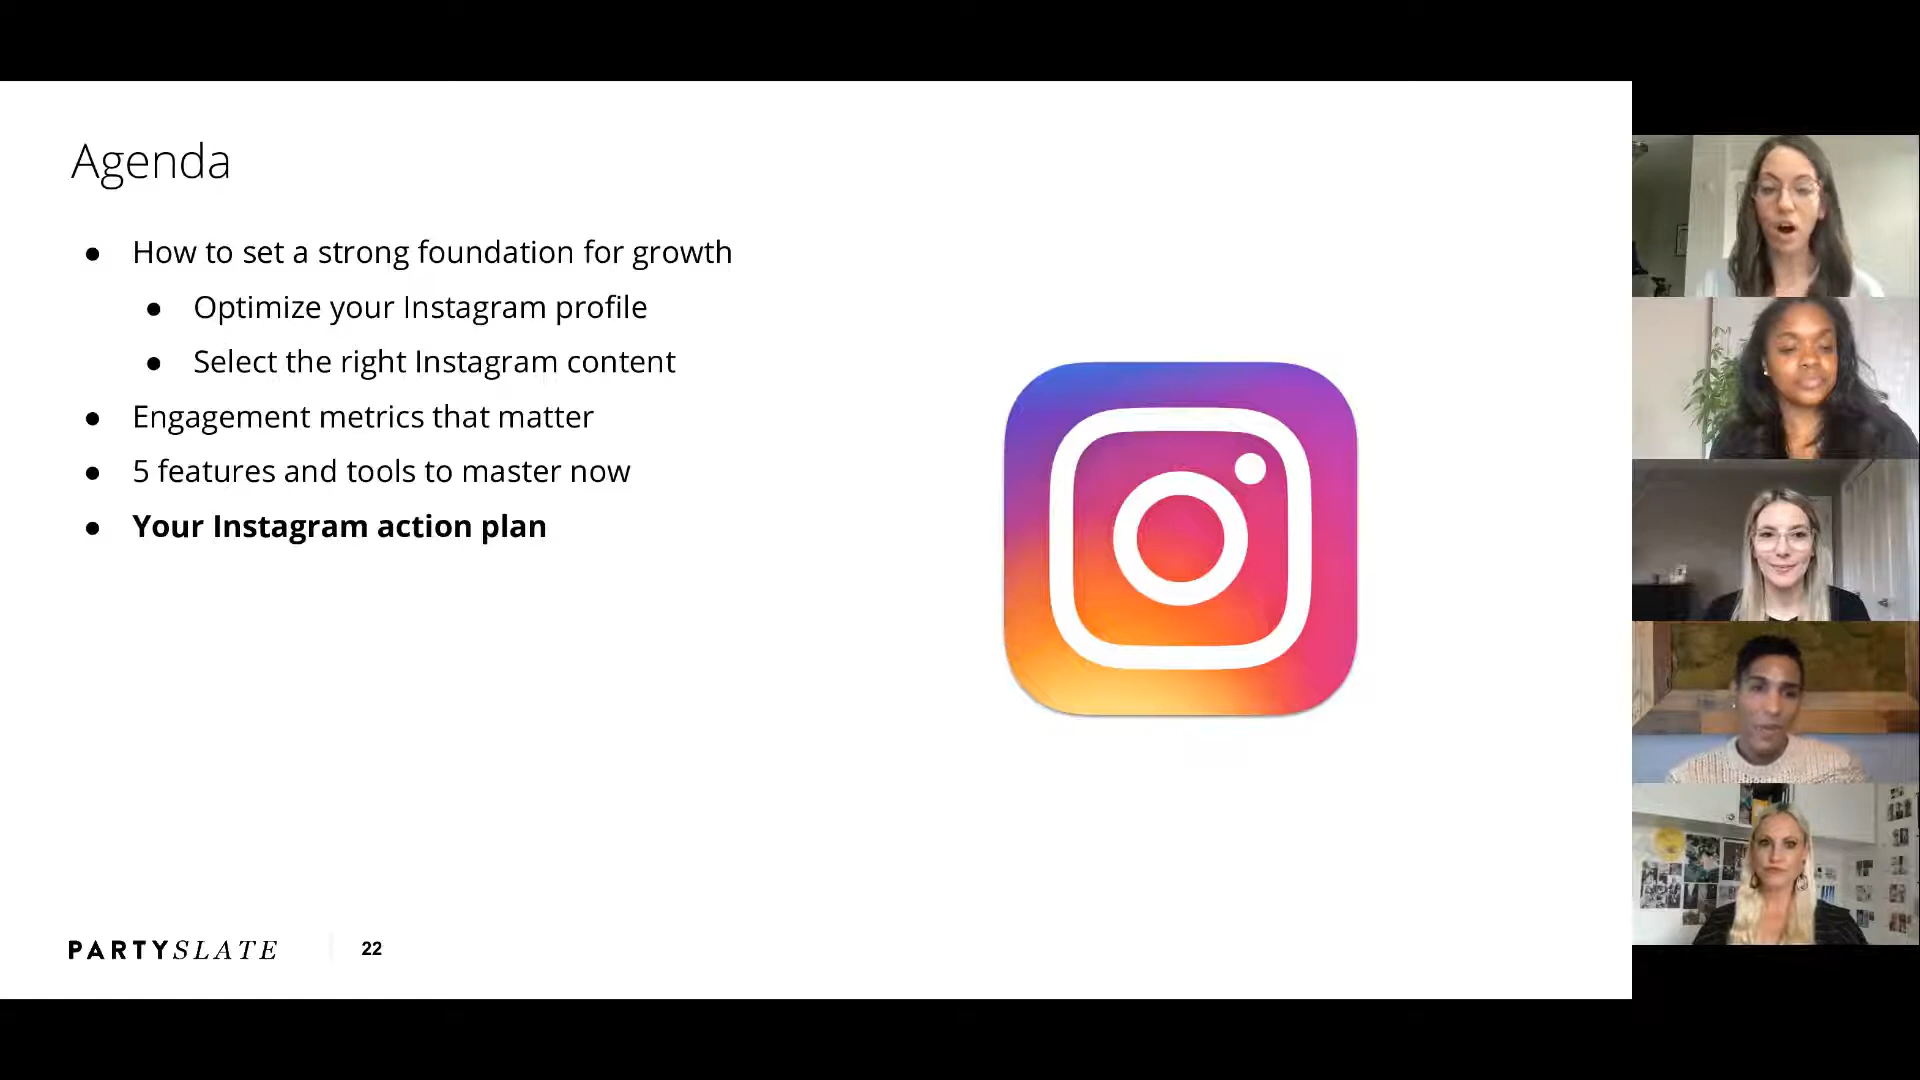 Agenda
● How to set a strong foundation for growth
● Optimize your Instagram profile
● Select the right Instagram content
● Engagement metrics that matter
● 5 features and tools to master now
● Your Instagram action plan
PARTYSLATE 22